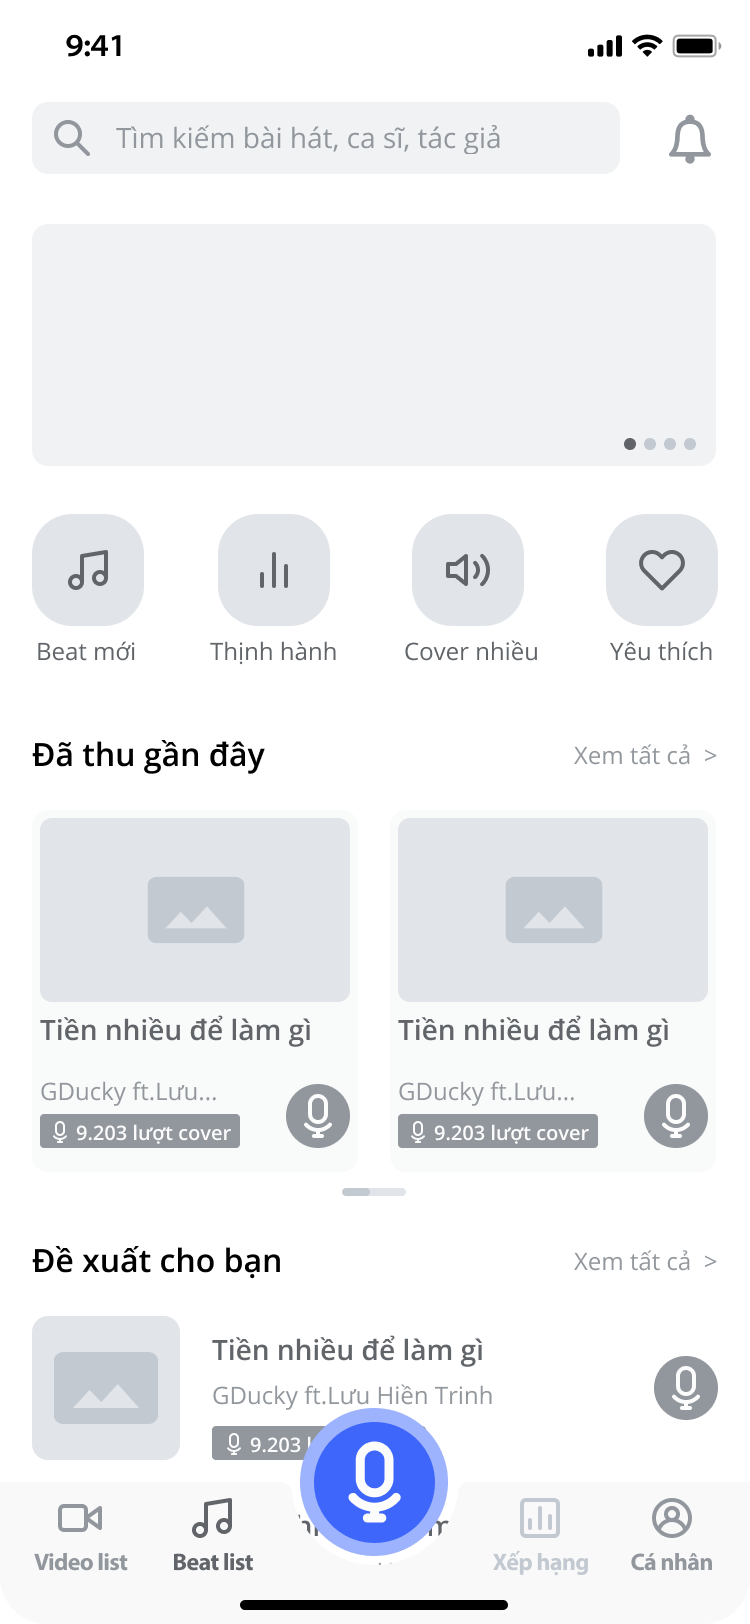 9:41
Tìm kiếm bài hát, ca sĩ, tác giả
Beat mới
Thịnh hành
Cover nhiều
Yêu thích
Đã thu gần đây
Xem tất cả >
Tiền nhiều để làm gì
GDucky ft.Lưu...
9.203 lượt cover
Tiền nhiều để làm gì
GDucky ft.Lưu...
9.203 lượt cover
Đề xuất cho bạn
Xem tất cả >
Tiền nhiều để làm gì
GDucky ft.Lưu Hiền Trinh
9.203
Video list
Beat list
Xếp hạng
Cá nhân